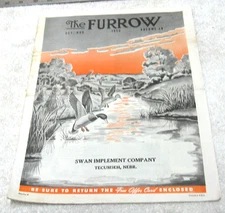 The FURROW
SWAN IMPLEMENT COMPANY
TECUMSEH, NEBR.
BE SURE TO RETURN THE Free Offer Card ENCLOSED